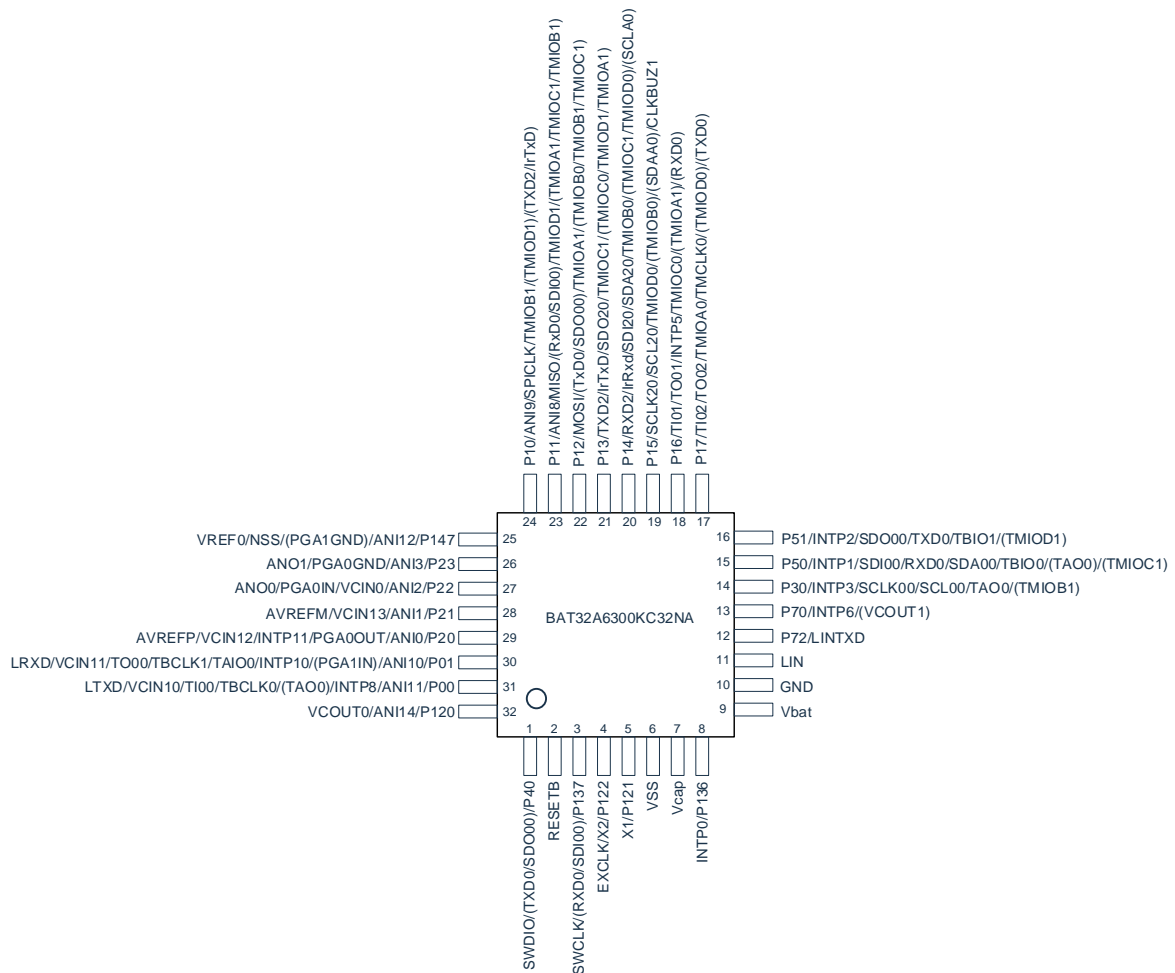 P10/ANI9/SPICLK/TMIOB1/(TMIOD1)/(TXD2/IrTxD)
P11/ANI8/MISO/(RxD0/SDI00)/TMIOD1/(TMIOA1/TMIOC1/TMIOB1)
P12/MOSI/(TxD0/SDO00)/TMIOA1/(TMIOB0/TMIOB1/TMIOC1)
P13/TXD2/IrTxD/SDO20/TMIOC1/(TMIOC0/TMIOD1/TMIOA1)
P14/RXD2/IrRxd/SDI20/SDA20/TMIOB0/(TMIOC1/TMIOD0)/(SCLA0)
P15/SCLK20/SCL20/TMIOD0/(TMIOB0)/(SDAA0)/CLKBUZ1
P16/TI01/TO01/INTP5/TMIOC0/(TMIOA1)/(RXD0)
P17/TI02/TO02/TMIOA0/TMCLK0/(TMIOD0)/(TXD0)
24 23 22 21 20 19 18 17
VREF0/NSS/(PGA1GND)/ANI12/P147 25
ANO1/PGA0GND/ANI3/P23 26
ANO0/PGA0IN/VCIN0/ANI2/P22 27
AVREFM/VCIN13/ANI1/P21 28
AVREFP/VCIN12/INTP11/PGA0OUT/ANI0/P20 29
LRXD/VCIN11/TO00/TBCLK1/TAIO0/INTP10/(PGA1IN)/ANI10/P01 30
LTXD/VCIN10/TI00/TBCLK0/(TAO0)/INTP8/ANI11/P00 31
VCOUT0/ANI14/P120 32
BAT32A6300KC32NA
16 P51/INTP2/SDO00/TXD0/TBIO1/(TMIOD1)
15 P50/INTP1/SDI00/RXD0/SDA00/TBIO0/(TAO0)/(TMIOC1)
14 P30/INTP3/SCLK00/SCL00/TAO0/(TMIOB1)
13 P70/INTP6/(VCOUT1)
12 P72/LINTXD
11 LIN
10 GND
9 Vbat
1 2 3 4 5 6 7 8
SWDIO/(TXD0/SDO00)/P40
RESETB
SWCLK/(RXD0/SDI00)/P137
EXCLK/X2/P122
X1/P121
VSS
Vcap
INTP0/P136